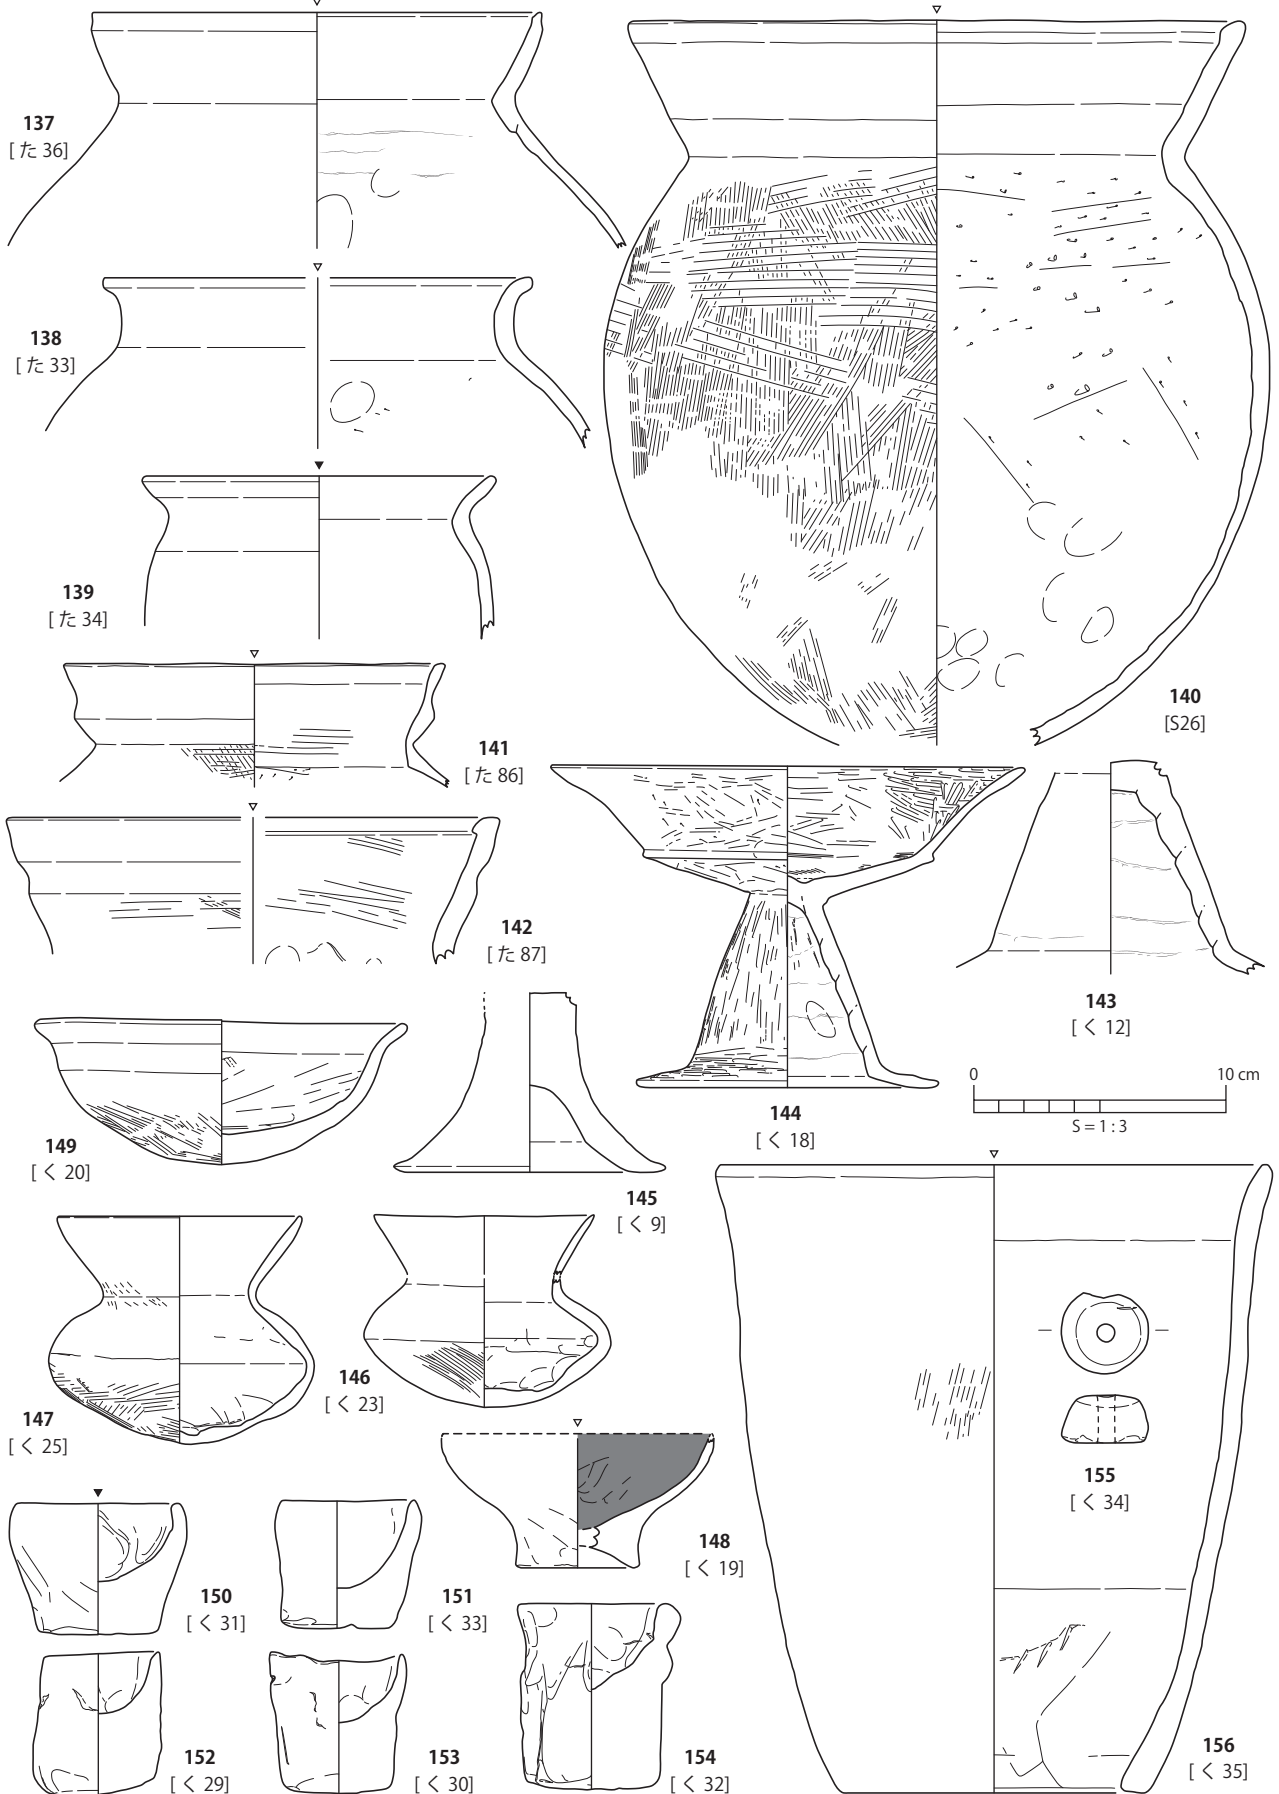 137
[ た 36]
138
[ た 33]
139
[ た 34]
140
[S26]
141
[ た 86]
142
[ た 87]
143
[ く 12]
0 10 cm
S = 1 : 3
144
[ く 18]
149
[ く 20]
145
[ く 9]
146
[ く 23]
147
[ く 25]
155
[ く 34]
148
[ く 19]
150
[ く 31]
151
[ く 33]
152
[ く 29]
153
[ く 30]
154
[ く 32]
156
[ く 35]